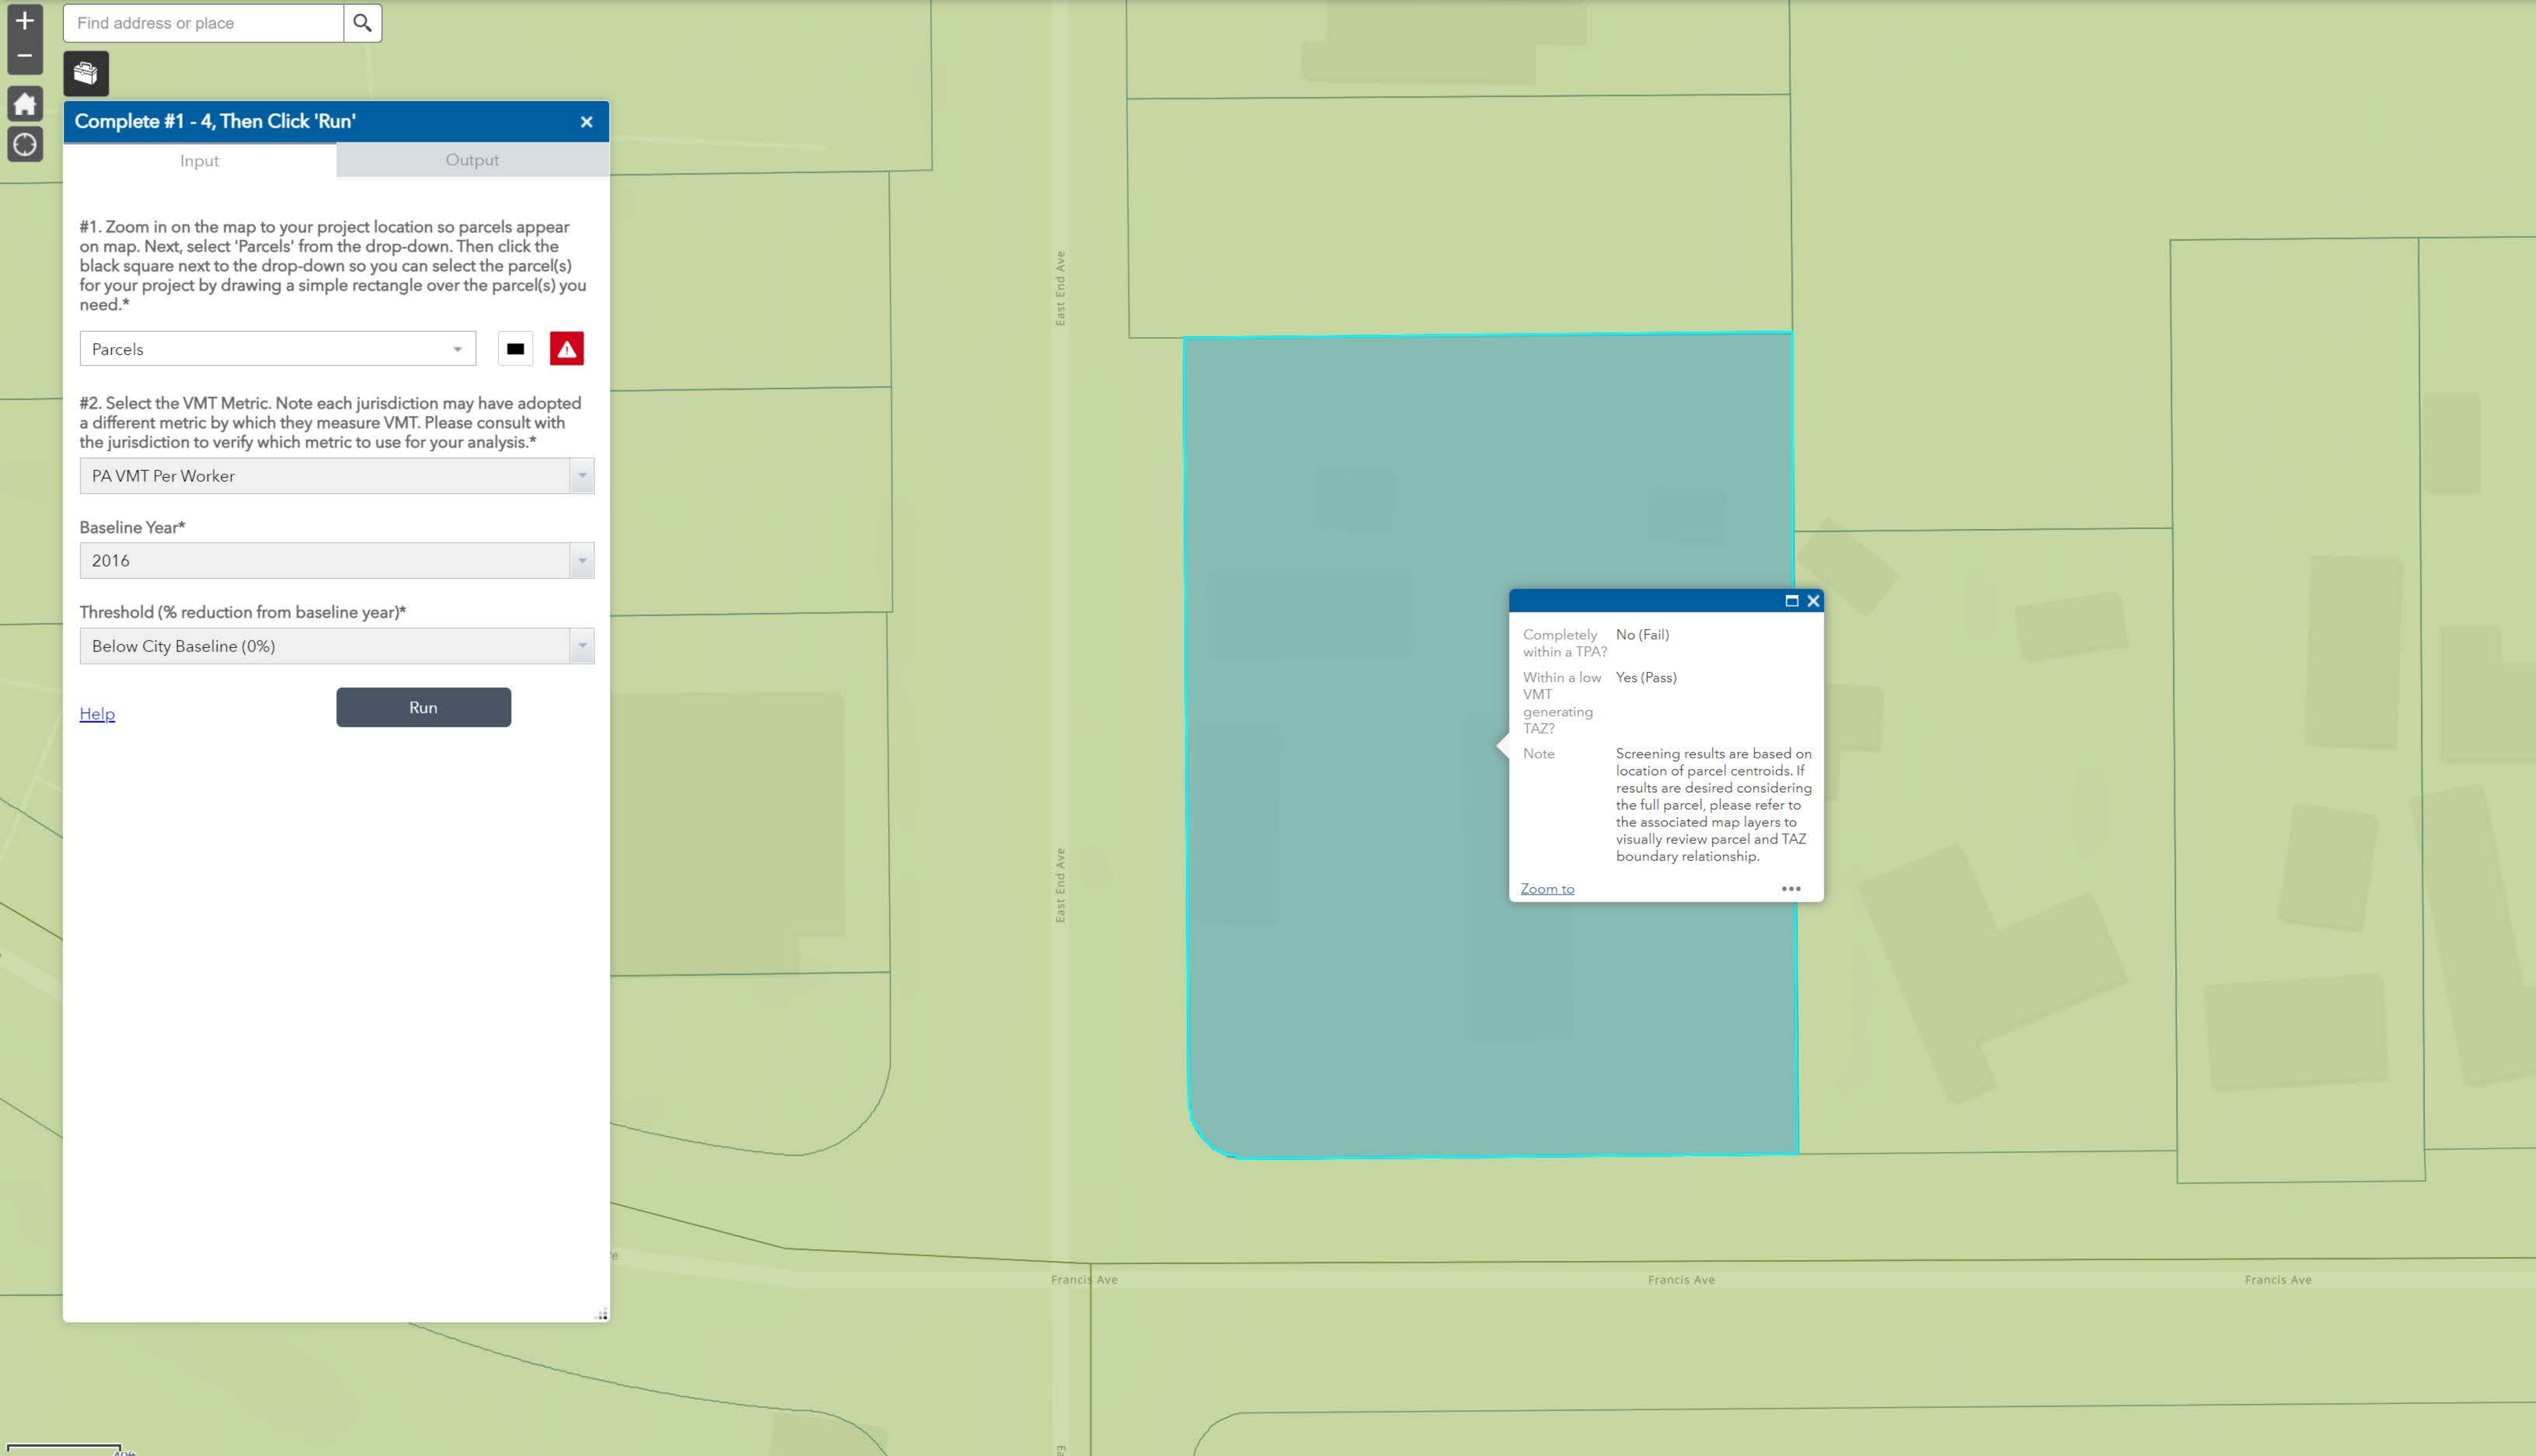 +
Find address or place
−
Complete #1 - 4, Then Click 'Run'
×
Input
Output
#1. Zoom in on the map to your project location so parcels appear
on map. Next, select 'Parcels' from the drop-down. Then click the
black square next to the drop-down so you can select the parcel(s)
for your project by drawing a simple rectangle over the parcel(s) you
need.*
Parcels
#2. Select the VMT Metric. Note each jurisdiction may have adopted
a different metric by which they measure VMT. Please consult with
the jurisdiction to verify which metric to use for your analysis.*
PA VMT Per Worker
Baseline Year*
2016
Threshold (% reduction from baseline year)*
Below City Baseline (0%)
Help
Run
East End Ave
East End Ave
Completely
within a TPA?
No (Fail)
Within a low
VMT
generating
TAZ?
Yes (Pass)
Note
Screening results are based on
location of parcel centroids. If
results are desired considering
the full parcel, please refer to
the associated map layers to
visually review parcel and TAZ
boundary relationship.
Zoom to
•••
Francis Ave
Francis Ave
Francis Ave